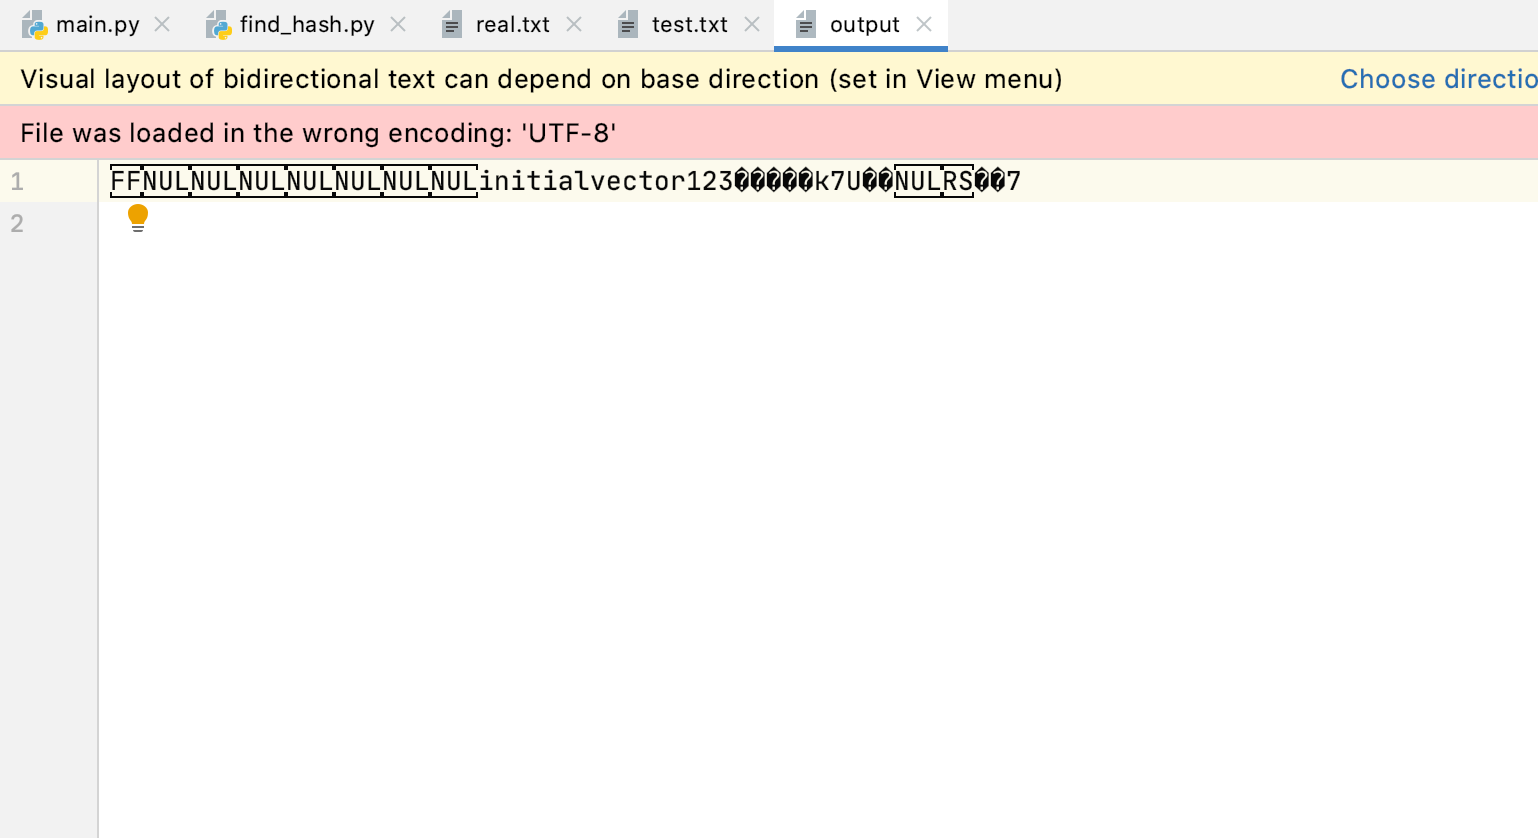 main.py find_hash.py real.txt test.txt output
Visual layout of bidirectional text can depend on base direction (set in View menu) Choose directio
File was loaded in the wrong encoding: 'UTF-8'
1 FFNULNULNULNULNULNULNULinitialvector123�����k7U��NULRS��7
2